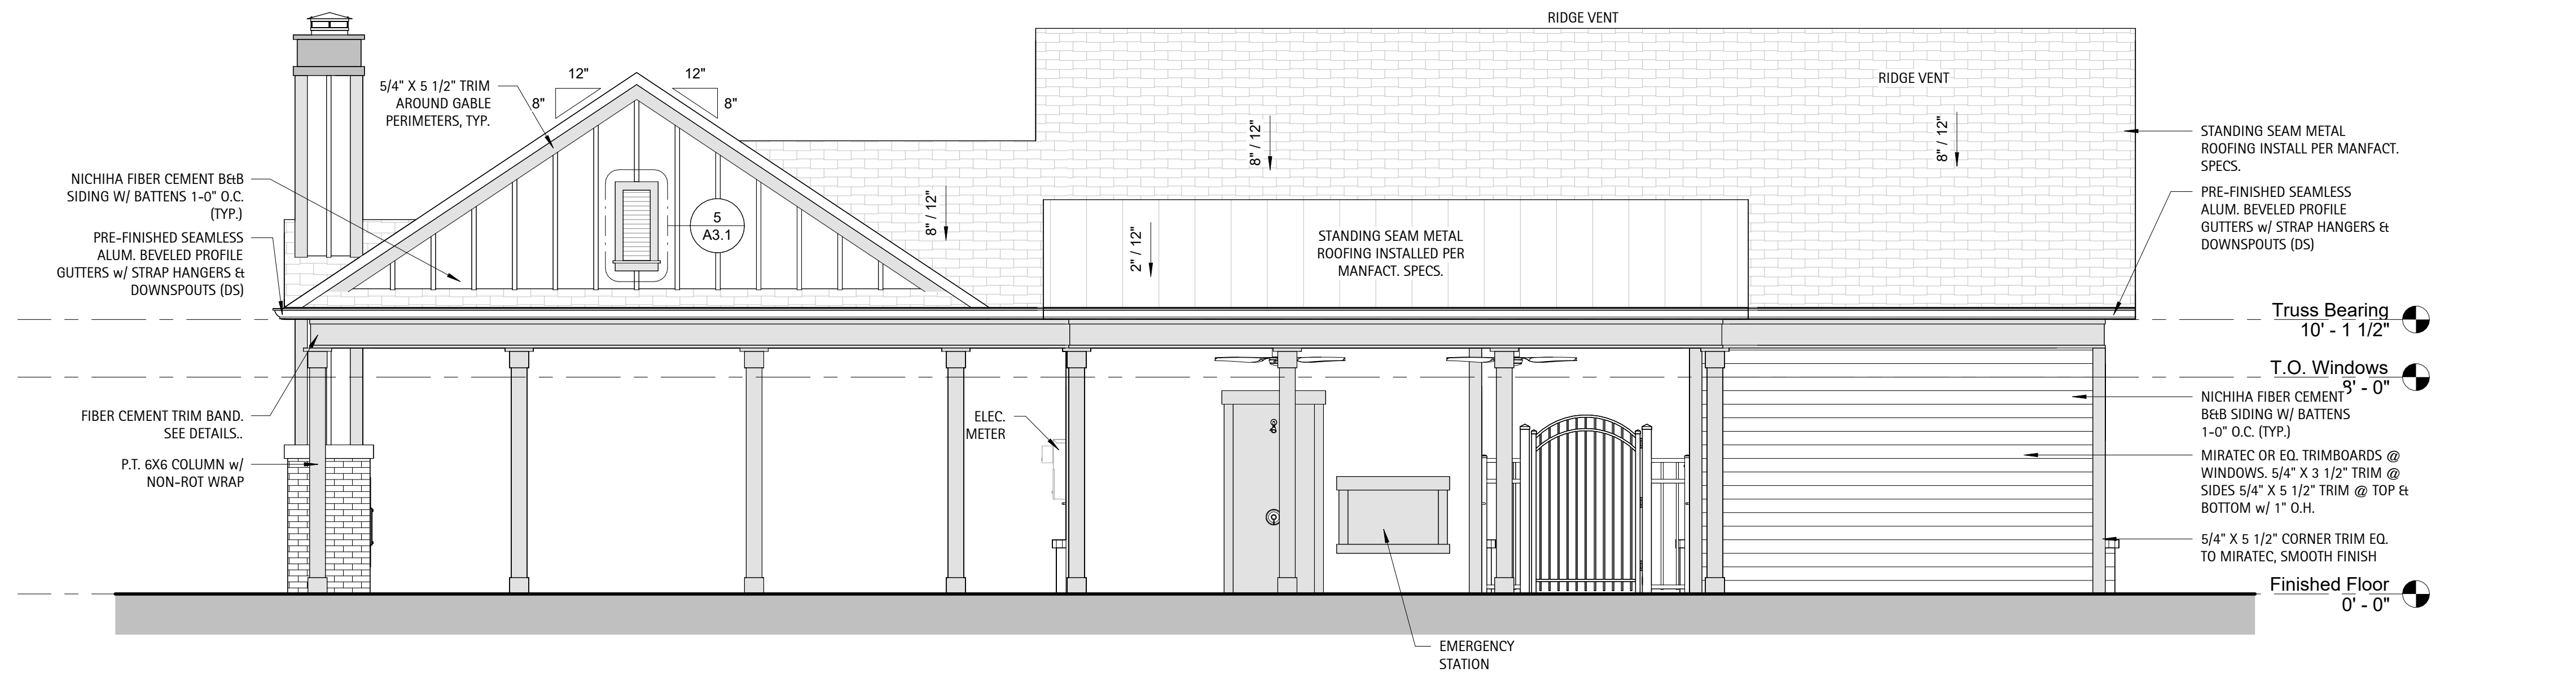 RIDGE VENT
12"
12"
8"
8"
5/4" X 5 1/2" TRIM
AROUND GABLE
PERIMETERS, TYP.
RIDGE VENT
8" / 12"
8" / 12"
STANDING SEAM METAL
ROOFING INSTALL PER MANFACT.
SPECS.
NICHIHA FIBER CEMENT B&B
SIDING W/ BATTENS 1-0" O.C.
(TYP.)
PRE-FINISHED SEAMLESS
ALUM. BEVELED PROFILE
GUTTERS w/ STRAP HANGERS &
DOWNSPOUTS (DS)
5
A3.1
8" / 12"
2" / 12"
STANDING SEAM METAL
ROOFING INSTALLED PER
MANFACT. SPECS.
PRE-FINISHED SEAMLESS
ALUM. BEVELED PROFILE
GUTTERS w/ STRAP HANGERS &
DOWNSPOUTS (DS)
Truss Bearing
10' - 1 1/2"
T.O. Windows
8' - 0"
FIBER CEMENT TRIM BAND.
SEE DETAILS..
P.T. 6X6 COLUMN w/
NON-ROT WRAP
ELEC.
METER
NICHIHA FIBER CEMENT
B&B SIDING W/ BATTENS
1-0" O.C. (TYP.)
MIRATEC OR EQ. TRIMBOARDS @
WINDOWS. 5/4" X 3 1/2" TRIM @
SIDES 5/4" X 5 1/2" TRIM @ TOP &
BOTTOM w/ 1" O.H.
5/4" X 5 1/2" CORNER TRIM EQ.
TO MIRATEC, SMOOTH FINISH
Finished Floor
0' - 0"
EMERGENCY
STATION